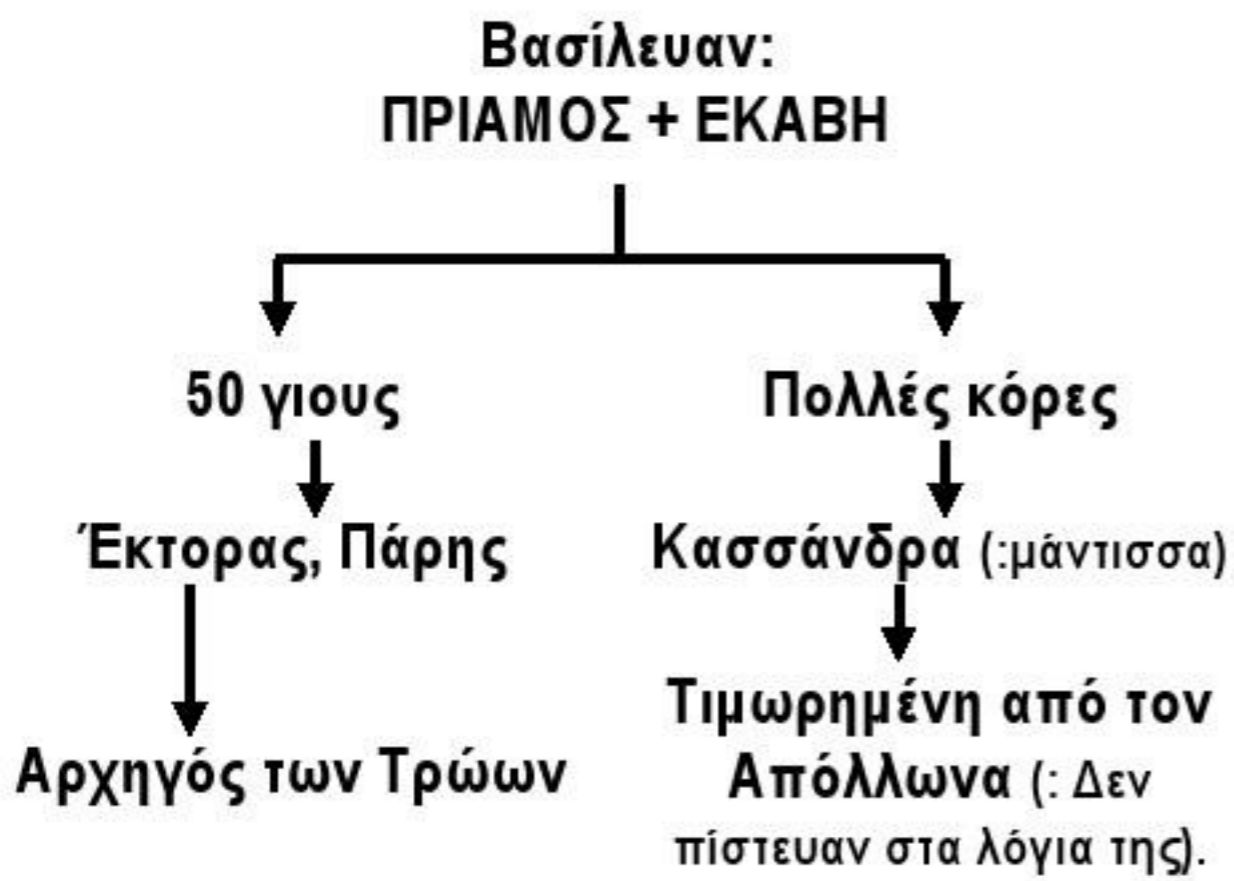 Βασίλευαν:
ΠΡΙΑΜΟΣ + ΕΚΑΒΗ
50 γιους
Πολλές κόρες
Έκτορας, Πάρης
Κασσάνδρα (:μάντισσα)
Αρχηγός των Τρώων
Τιμωρημένη από τον
Απόλλωνα (: Δεν
πίστευαν στα λόγια της).